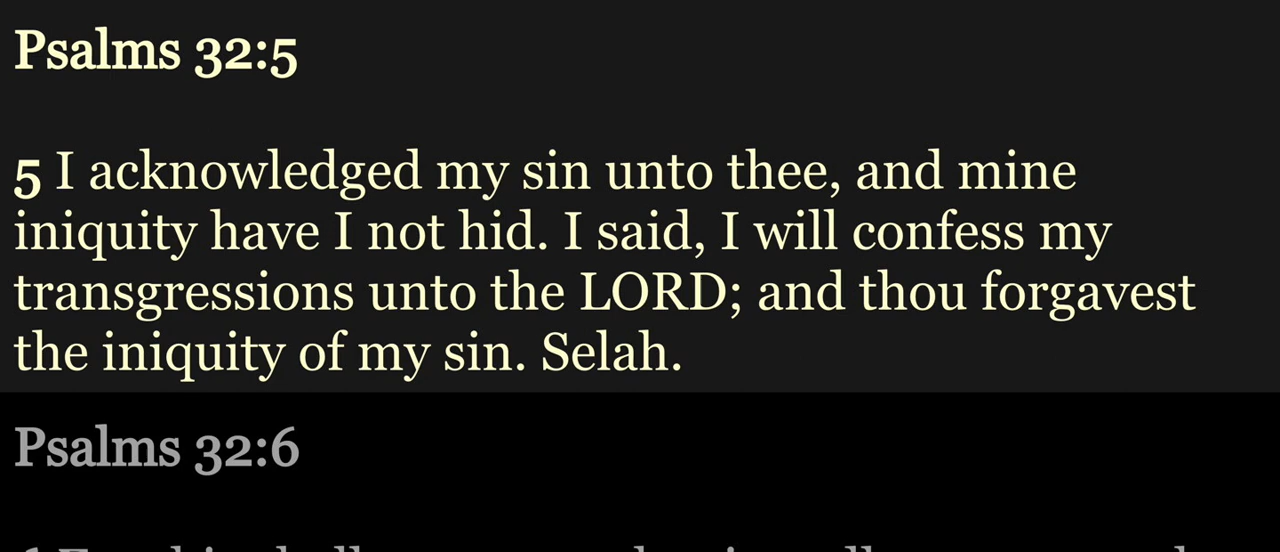 Psalms 32:5
5 I acknowledged my sin unto thee, and mine
iniquity have I not hid. I said, I will confess my
transgressions unto the LORD; and thou forgavest
the iniquity of my sin. Selah.
Psalms 32:6